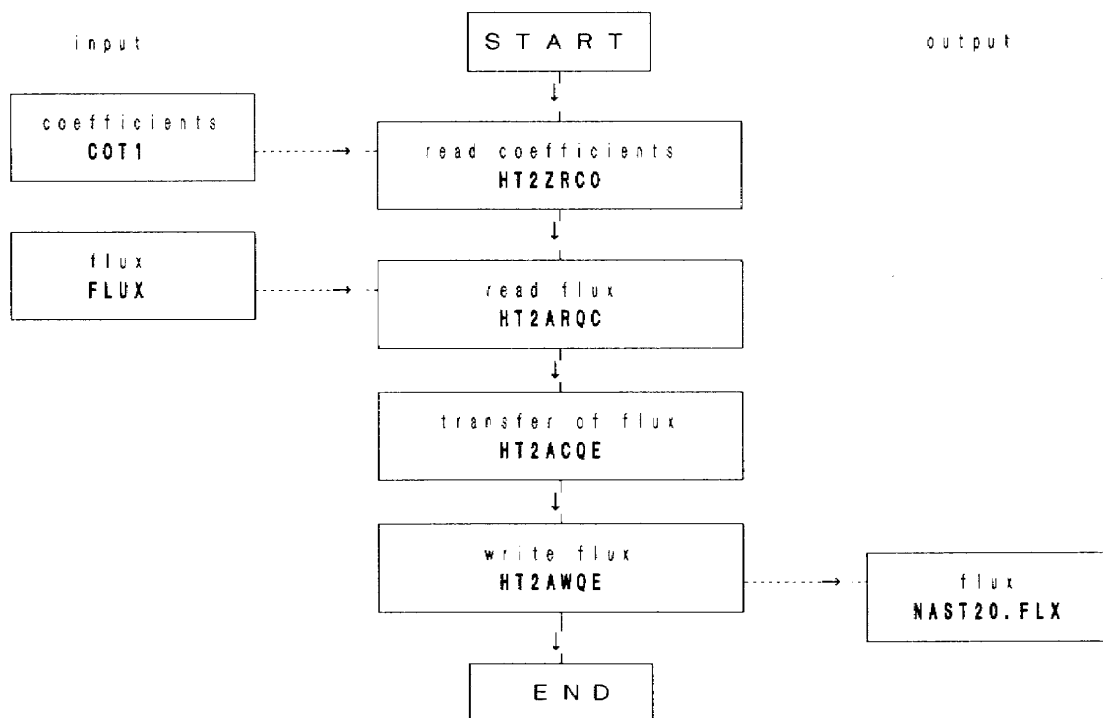 input
START
output
coefficients
COT1
read coefficients
HT2ZRCO
flux
FLUX
read flux
HT2ARQC
transfer of flux
HT2ACQE
write flux
HT2AWQE
flux
NAST20.FLX
END